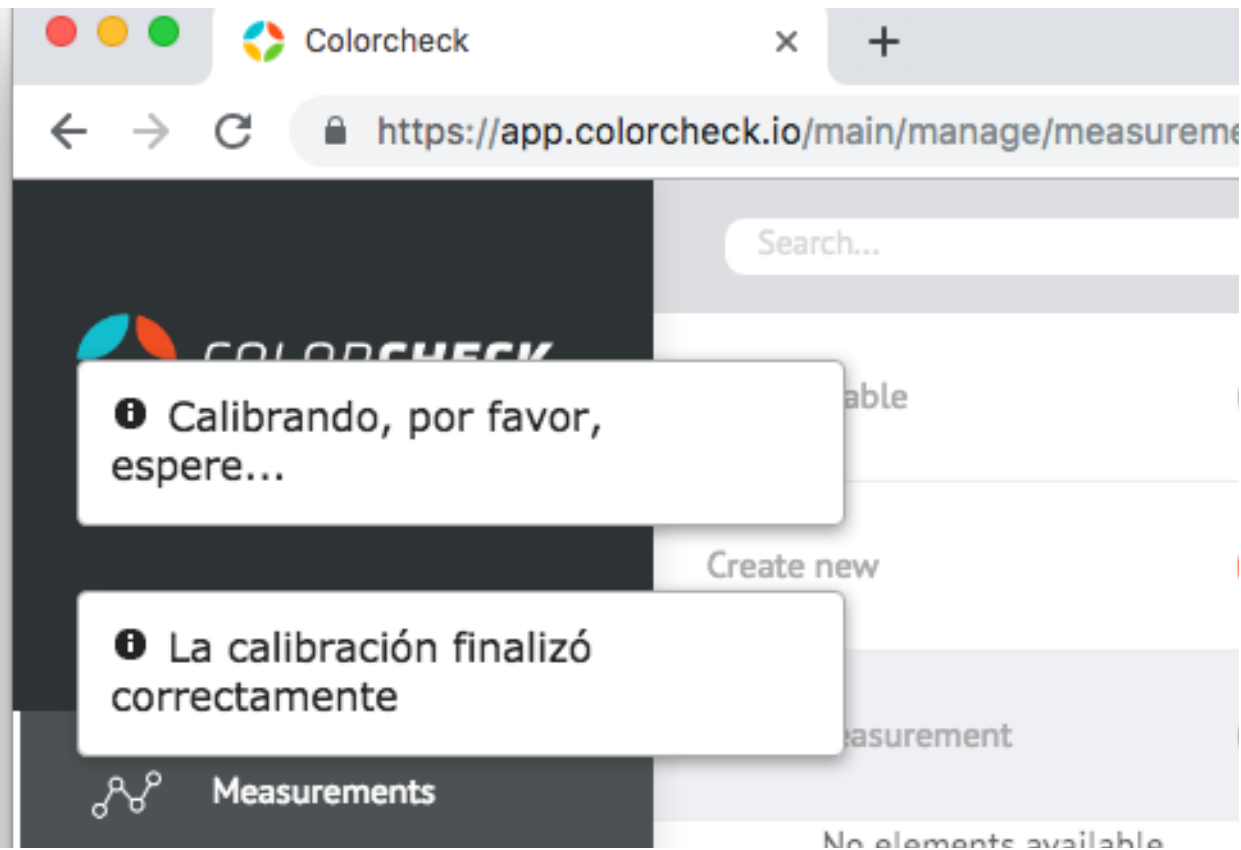 Colorcheck
https://app.colorcheck.io/main/manage/measureme
Search...
COLORCHECK
Calibrando, por favor,
espere...
able
Create new
La calibración finalizó
correctamente
easurement
Measurements
No elements available